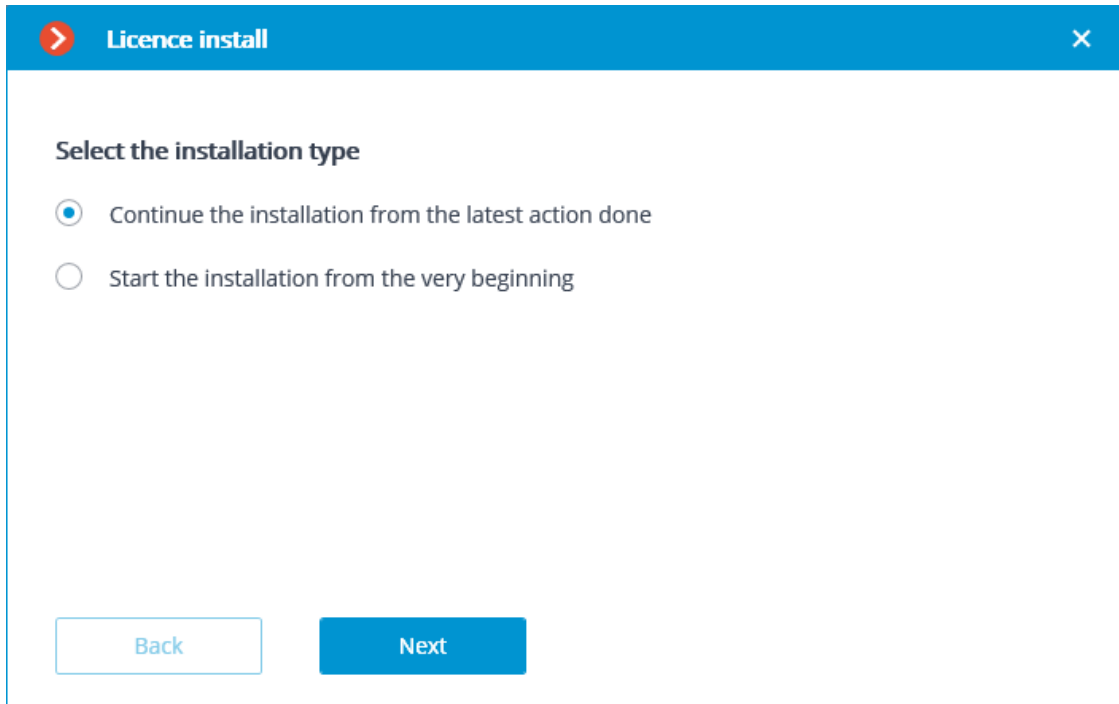 Licence install
Select the installation type
Continue the installation from the latest action done
Start the installation from the very beginning
Back
Next